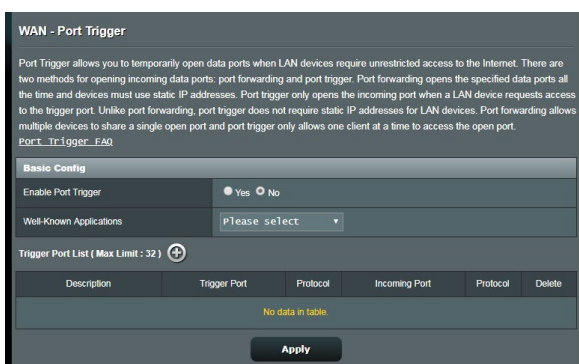 WAN - Port Trigger
Port Trigger allows you to temporarily open data ports when LAN devices require unrestricted access to the Internet. There are
two methods for opening incoming data ports: port forwarding and port trigger. Port forwarding opens the specified data ports all
the time and devices must use static IP addresses. Port trigger only opens the incoming port when a LAN device requests access
to the trigger port. Unlike port forwarding, port trigger does not require static IP addresses for LAN devices. Port forwarding allows
multiple devices to share a single open port and port trigger only allows one client at a time to access the open port.
Port Trigger FAQ
Basic Config
Enable Port Trigger Yes No
Well-Known Applications Please select
Trigger Port List ( Max Limit : 32 )
Description Trigger Port Protocol Incoming Port Protocol Delete
No data in table.
Apply